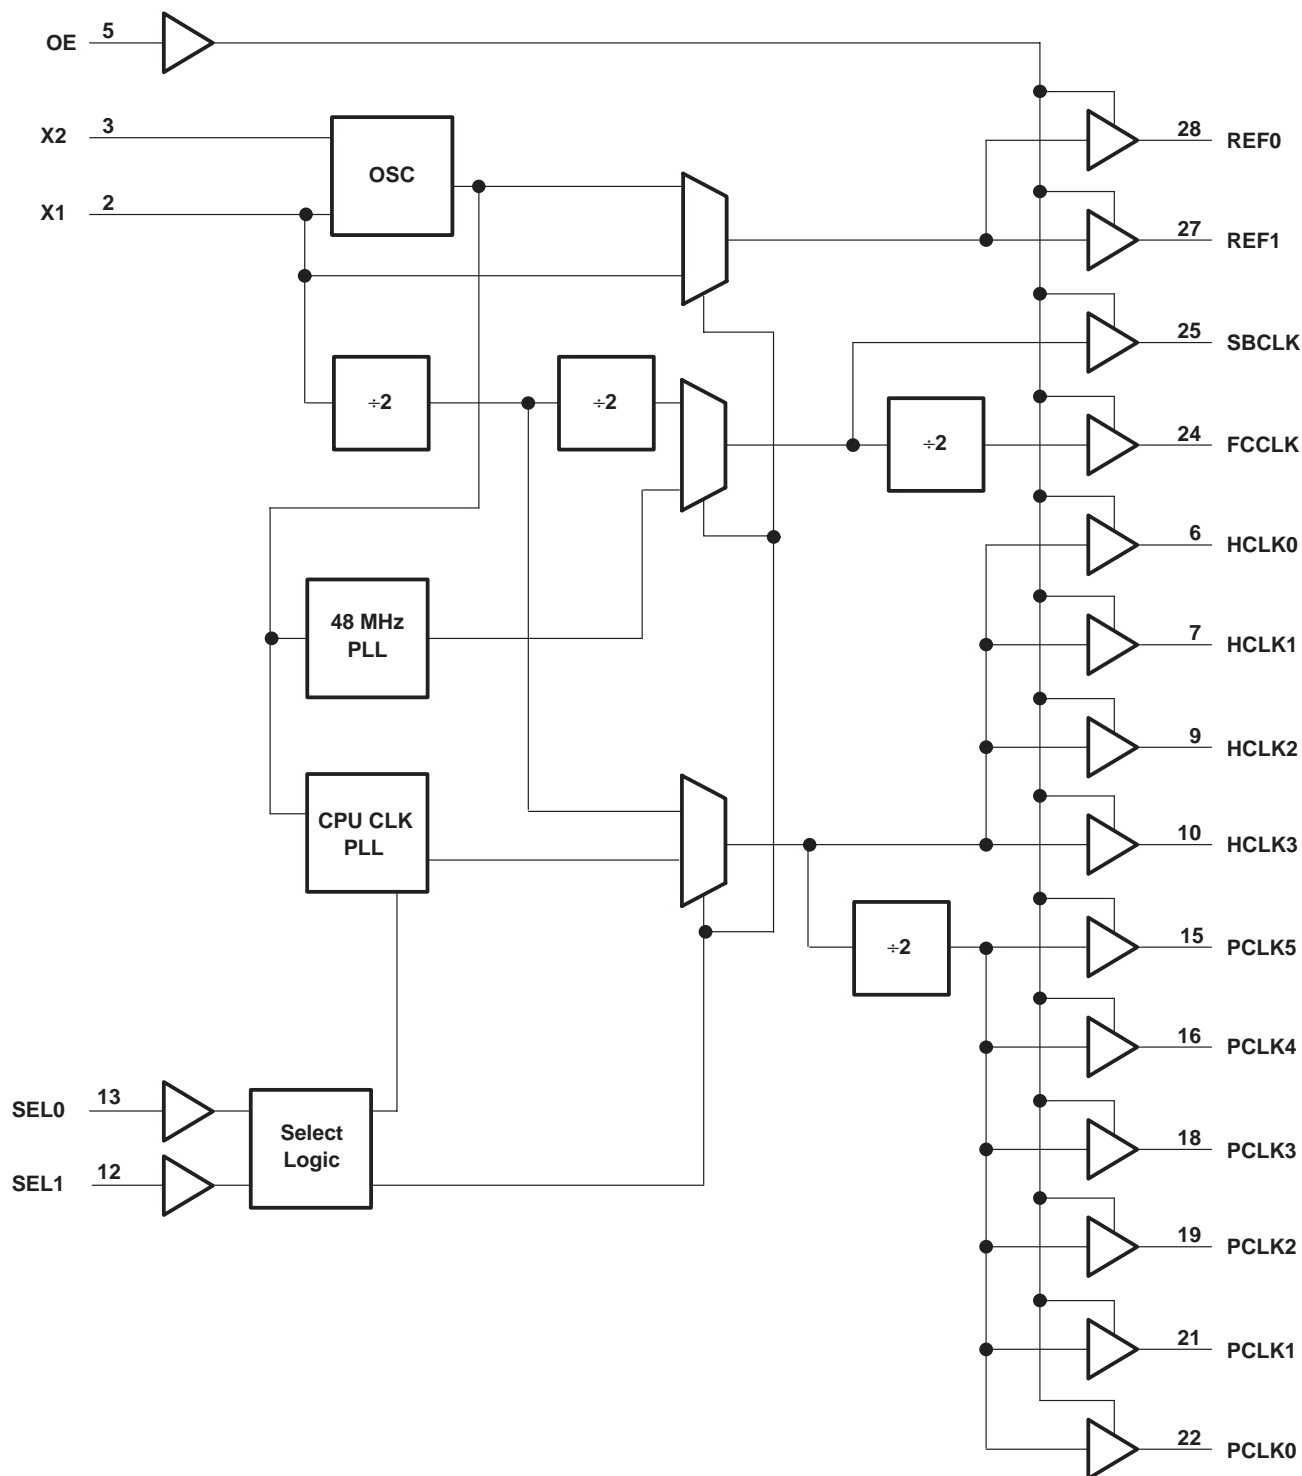 OE 5
X2 3
OSC
X1 2
28 REF0
27 REF1
25 SBCLK
÷2
÷2
÷2
24 FCCLK
6 HCLK0
48 MHz
PLL
7 HCLK1
9 HCLK2
CPU CLK
PLL
10 HCLK3
÷2
15 PCLK5
16 PCLK4
SEL0 13
Select
Logic
SEL1 12
18 PCLK3
19 PCLK2
21 PCLK1
22 PCLK0